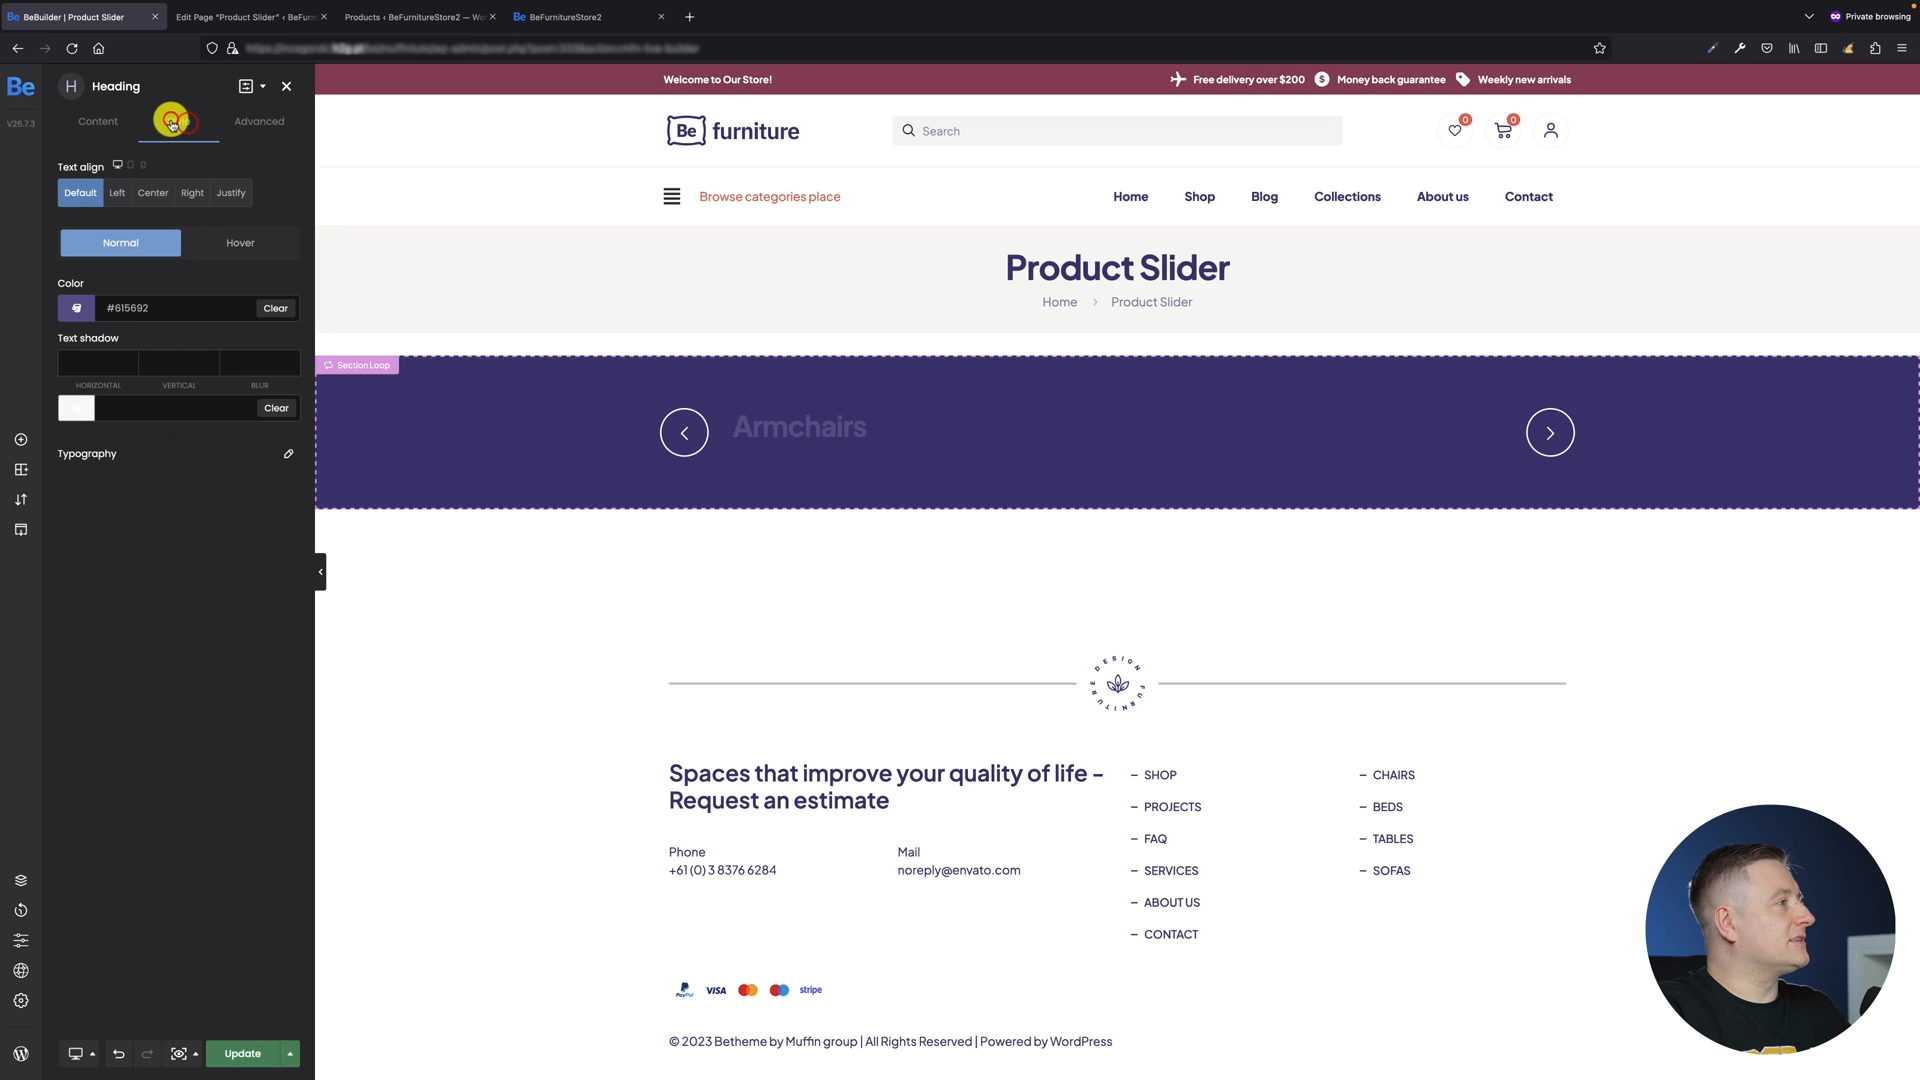 BeBuilder | Product Slider
Edit Page "Product Slider" ‹ BeFurn
Products ‹ BeFurnitureStore2 — Wo
Be BeFurnitureStore2
Private browsing
Be
V26.7.3
H Heading
Content
Advanced
Text align
Default Left Center Right Justify
Normal Hover
Color
#615692 Clear
Text shadow
HORIZONTAL VERTICAL BLUR
Clear
Typography
Update
Welcome to Our Store!
Free delivery over $200 Money back guarantee Weekly new arrivals
Be furniture
Search
0 0
Browse categories place
Home Shop Blog Collections About us Contact
Product Slider
Home > Product Slider
Section Loop
Armchairs
DESIGN FURNITURE
Spaces that improve your quality of life –
Request an estimate
Phone
+61 (0) 3 8376 6284
Mail
noreply@envato.com
– SHOP
– PROJECTS
– FAQ
– SERVICES
– ABOUT US
– CONTACT
– CHAIRS
– BEDS
– TABLES
– SOFAS
PayPal VISA stripe
© 2023 Betheme by Muffin group | All Rights Reserved | Powered by WordPress